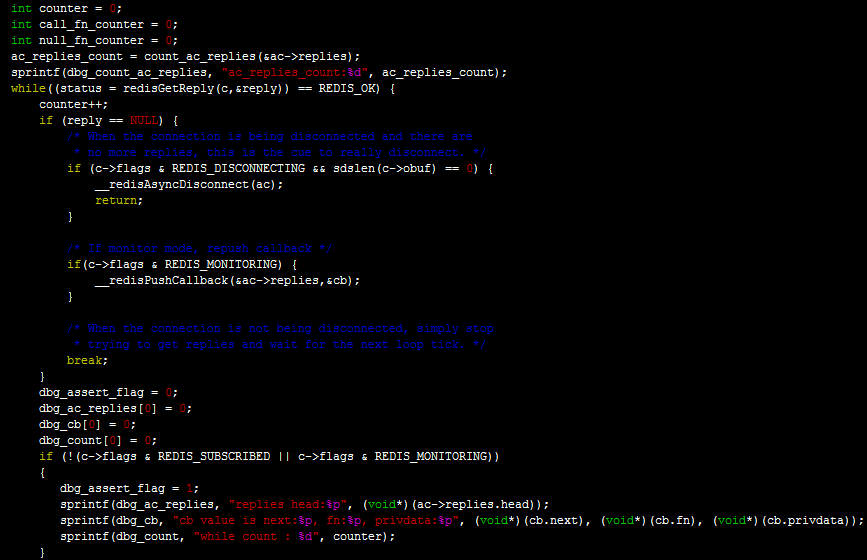 int counter = 0;
int call_fn_counter = 0;
int null_fn_counter = 0;
ac_replies_count = count_ac_replies(&ac->replies);
sprintf(dbg_count_ac_replies, "ac_replies_count:%d", ac_replies_count);
while((status = redisGetReply(c,&reply)) == REDIS_OK) {
    counter++;
    if (reply == NULL) {
        /* When the connection is being disconnected and there are
         * no more replies, this is the cue to really disconnect. */
        if (c->flags & REDIS_DISCONNECTING && sdslen(c->obuf) == 0) {
            __redisAsyncDisconnect(ac);
            return;
        }

        /* If monitor mode, repush callback */
        if(c->flags & REDIS_MONITORING) {
            __redisPushCallback(&ac->replies,&cb);
        }

        /* When the connection is not being disconnected, simply stop
         * trying to get replies and wait for the next loop tick. */
        break;
    }
    dbg_assert_flag = 0;
    dbg_ac_replies[0] = 0;
    dbg_cb[0] = 0;
    dbg_count[0] = 0;
    if (!(c->flags & REDIS_SUBSCRIBED || c->flags & REDIS_MONITORING))
    {
       dbg_assert_flag = 1;
       sprintf(dbg_ac_replies, "replies head:%p", (void*)(ac->replies.head));
       sprintf(dbg_cb, "cb value is next:%p, fn:%p, privdata:%p", (void*)(cb.next), (void*)(cb.fn), (void*)(cb.privdata));
       sprintf(dbg_count, "while count : %d", counter);
    }